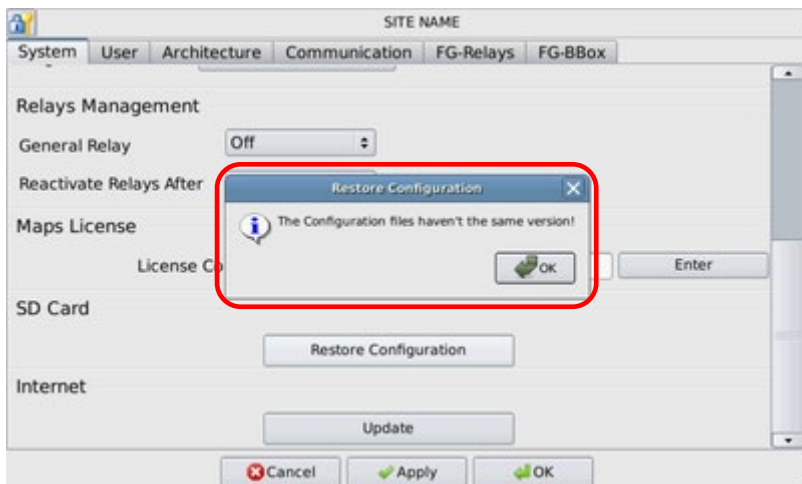 SITE NAME
System User Architecture Communication FG-Relays FG-BBox
Relays Management
General Relay Off
Reactivate Relays After
Restore Configuration
The Configuration files haven't the same version!
OK
Maps License
License Co
Enter
SD Card
Restore Configuration
Internet
Update
Cancel Apply OK